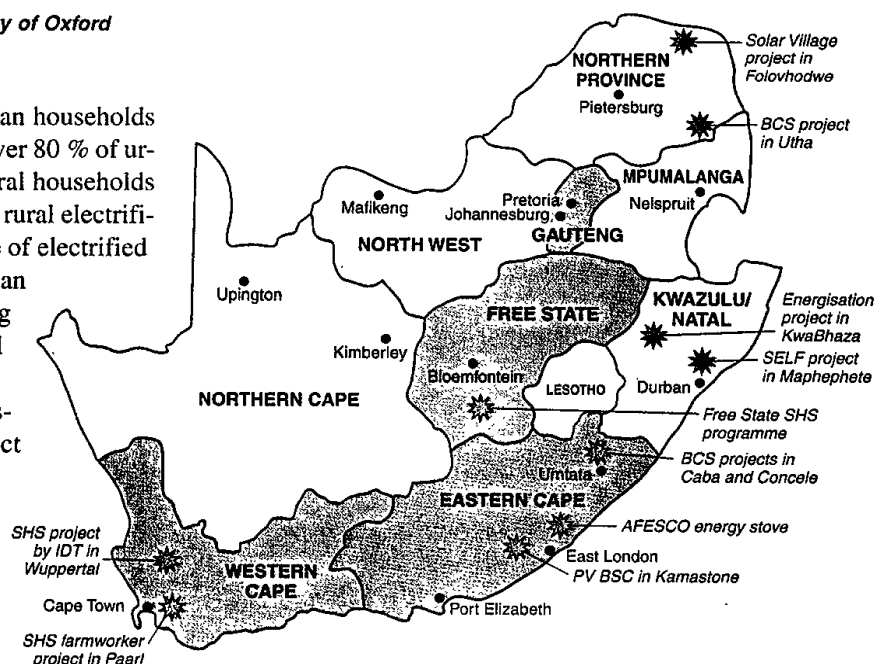 y of Oxford
an households
ver 80 % of ur-
ral households
rural electrifi-
e of electrified
an
g
l
s-
ct
NORTHERN
PROVINCE
Pietersburg
Solar Village
project in
Folovhodwe
BCS project
in Utha
MPUMALANGA
Nelspruit
Pretoria
Johannesburg
GAUTENG
Mafikeng
NORTH WEST
Upington
Kimberley
NORTHERN CAPE
FREE STATE
Bloemfontein
LESOTHO
KWAZULU/
NATAL
Durban
Energisation
project in
KwaBhaza
SELF project
in Maphephete
Free State SHS
programme
BCS projects in
Caba and Concele
Umtata
EASTERN CAPE
AFESCO energy stove
East London
PV BSC in Kamastone
Port Elizabeth
SHS project
by IDT in
Wuppertal
WESTERN
CAPE
Cape Town
SHS farmworker
project in Paarl